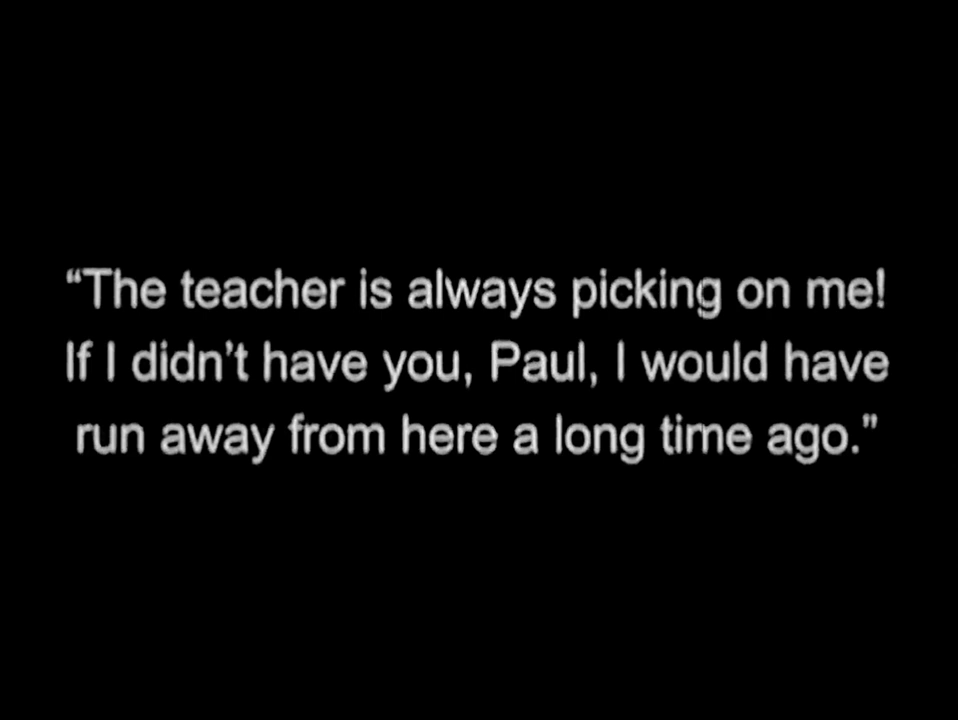 “The teacher is always picking on me!
If I didn’t have you, Paul, I would have
run away from here a long time ago.”